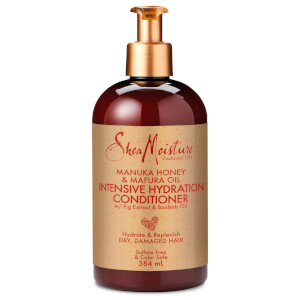 SheaMoisture
Established 1912
MANUKA HONEY
& MAFURA OIL
INTENSIVE HYDRATION
CONDITIONER
w/ Fig Extract & Baobab Oil
Hydrate & Replenish
DRY, DAMAGED HAIR
Sulfate Free
& Color Safe
384 mL